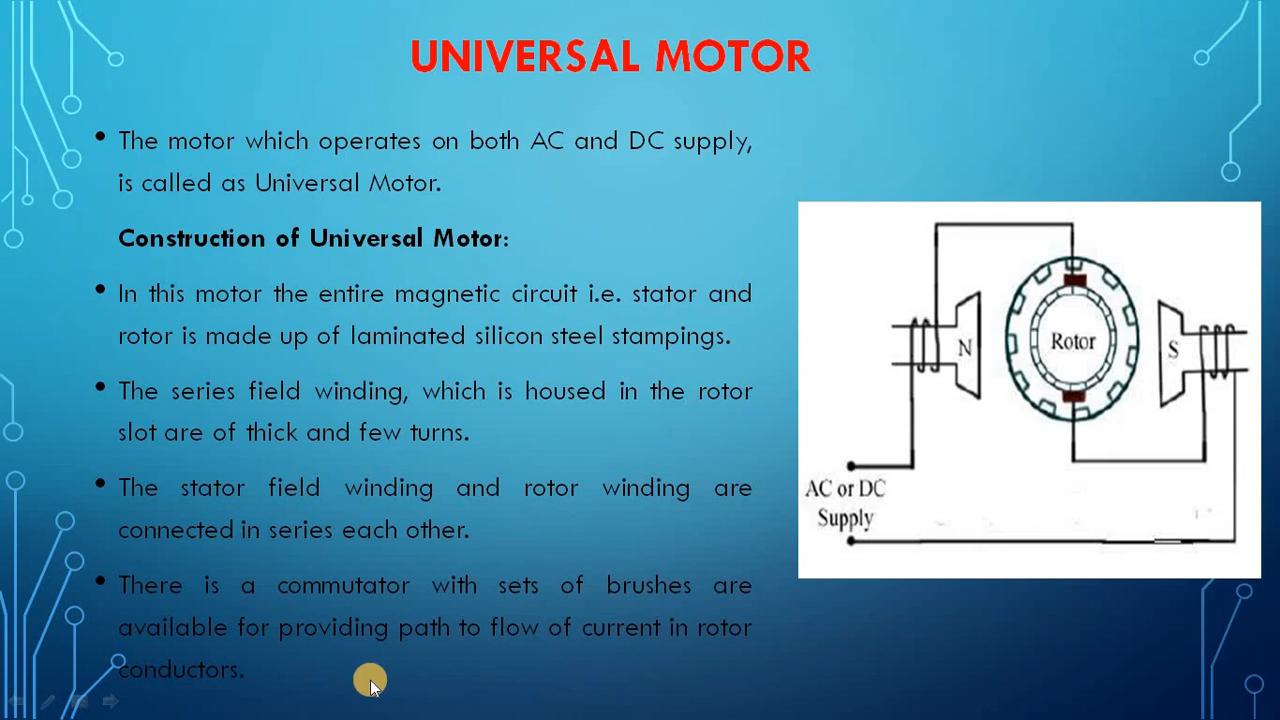 UNIVERSAL MOTOR
• The motor which operates on both AC and DC supply,
is called as Universal Motor.
Construction of Universal Motor:
• In this motor the entire magnetic circuit i.e. stator and
rotor is made up of laminated silicon steel stampings.
• The series field winding, which is housed in the rotor
slot are of thick and few turns.
• The stator field winding and rotor winding are
connected in series each other.
• There is a commutator with sets of brushes are
available for providing path to flow of current in rotor
conductors.
N
Rotor
S
AC or DC
Supply